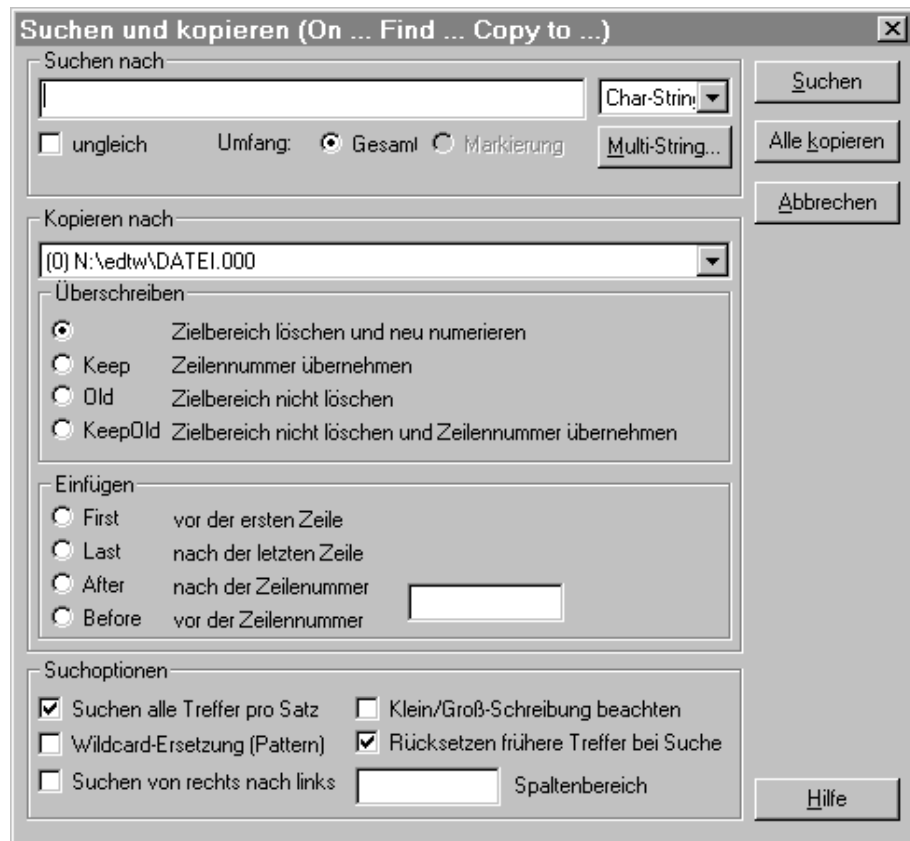 Suchen und kopieren (On ... Find ... Copy to ...)
Suchen nach
Char-String
ungleich Umfang: Gesamt Markierung Multi-String...
Suchen
Alle kopieren
Abbrechen
Kopieren nach
(0) N:\edtw\DATEI.000
Überschreiben
Zielbereich löschen und neu numerieren
Keep Zeilennummer übernehmen
Old Zielbereich nicht löschen
KeepOld Zielbereich nicht löschen und Zeilennummer übernehmen
Einfügen
First vor der ersten Zeile
Last nach der letzten Zeile
After nach der Zeilenummer
Before vor der Zeilennummer
Suchoptionen
Suchen alle Treffer pro Satz Klein/Groß-Schreibung beachten
Wildcard-Ersetzung (Pattern) Rücksetzen frühere Treffer bei Suche
Suchen von rechts nach links Spaltenbereich
Hilfe